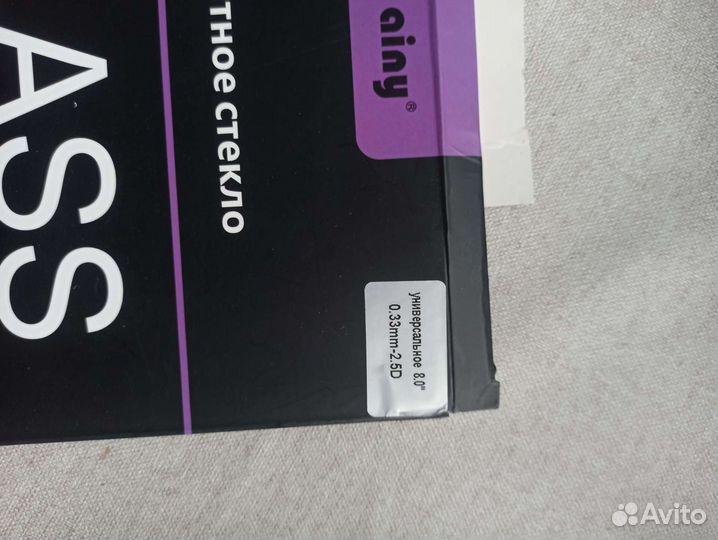 ainy®
тное стекло
ASS
универсальное 8.0"
0.33mm-2.5D
Avito